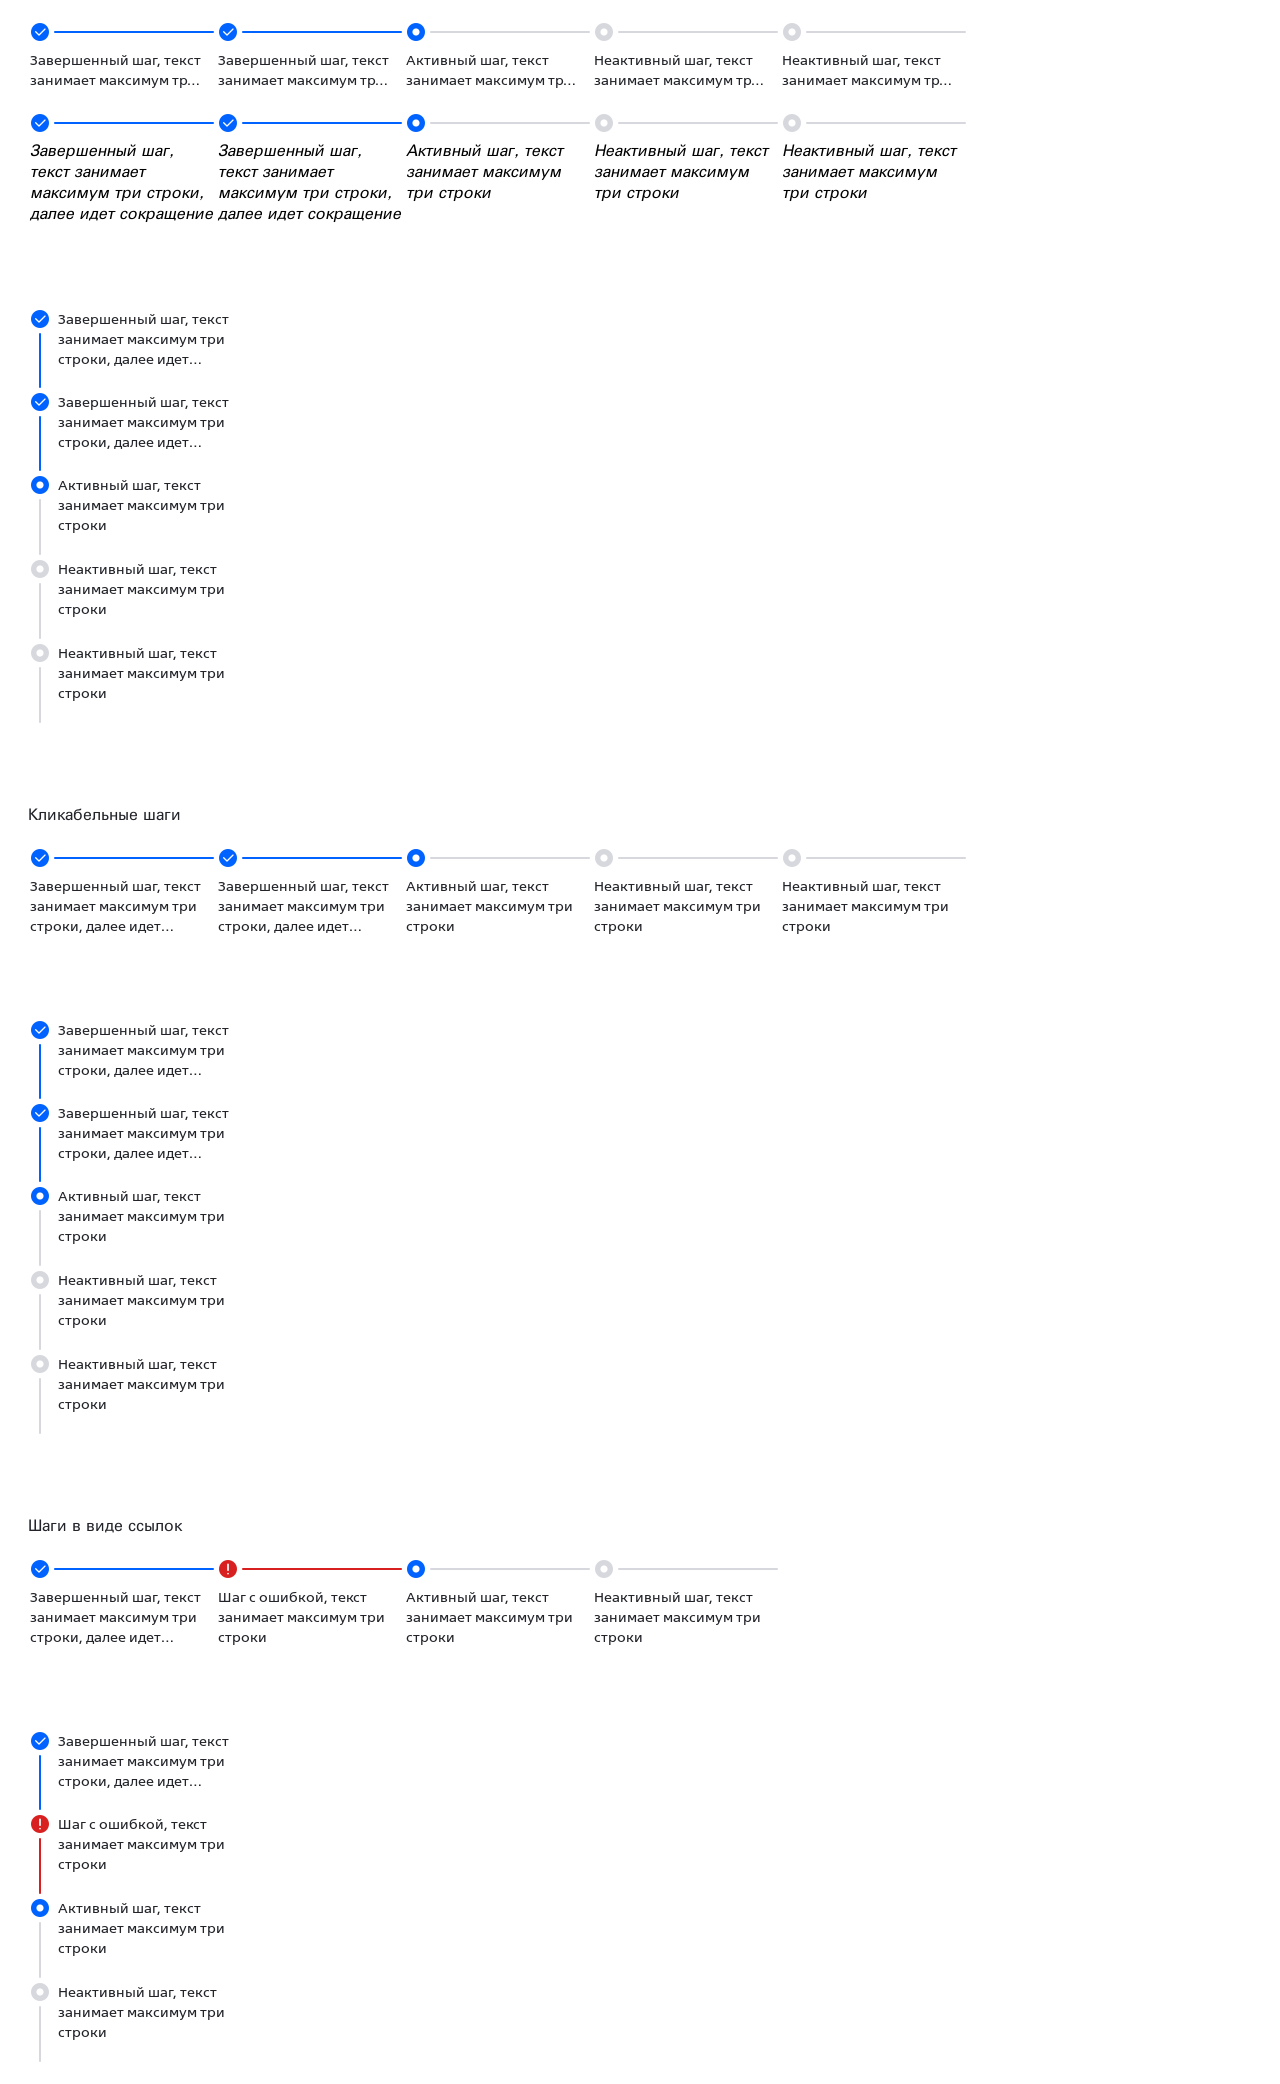 Завершенный шаг, текст
занимает максимум тр...
Завершенный шаг, текст
занимает максимум тр...
Активный шаг, текст
занимает максимум тр...
Неактивный шаг, текст
занимает максимум тр...
Неактивный шаг, текст
занимает максимум тр...
Завершенный шаг,
текст занимает
максимум три строки,
далее идет сокращение
Завершенный шаг,
текст занимает
максимум три строки,
далее идет сокращение
Активный шаг, текст
занимает максимум
три строки
Неактивный шаг, текст
занимает максимум
три строки
Неактивный шаг, текст
занимает максимум
три строки
Завершенный шаг, текст
занимает максимум три
строки, далее идет...
Завершенный шаг, текст
занимает максимум три
строки, далее идет...
Активный шаг, текст
занимает максимум три
строки
Неактивный шаг, текст
занимает максимум три
строки
Неактивный шаг, текст
занимает максимум три
строки
Кликабельные шаги
Завершенный шаг, текст
занимает максимум три
строки, далее идет...
Завершенный шаг, текст
занимает максимум три
строки, далее идет...
Активный шаг, текст
занимает максимум три
строки
Неактивный шаг, текст
занимает максимум три
строки
Неактивный шаг, текст
занимает максимум три
строки
Завершенный шаг, текст
занимает максимум три
строки, далее идет...
Завершенный шаг, текст
занимает максимум три
строки, далее идет...
Активный шаг, текст
занимает максимум три
строки
Неактивный шаг, текст
занимает максимум три
строки
Неактивный шаг, текст
занимает максимум три
строки
Шаги в виде ссылок
Завершенный шаг, текст
занимает максимум три
строки, далее идет...
Шаг с ошибкой, текст
занимает максимум три
строки
Активный шаг, текст
занимает максимум три
строки
Неактивный шаг, текст
занимает максимум три
строки
Завершенный шаг, текст
занимает максимум три
строки, далее идет...
Шаг с ошибкой, текст
занимает максимум три
строки
Активный шаг, текст
занимает максимум три
строки
Неактивный шаг, текст
занимает максимум три
строки